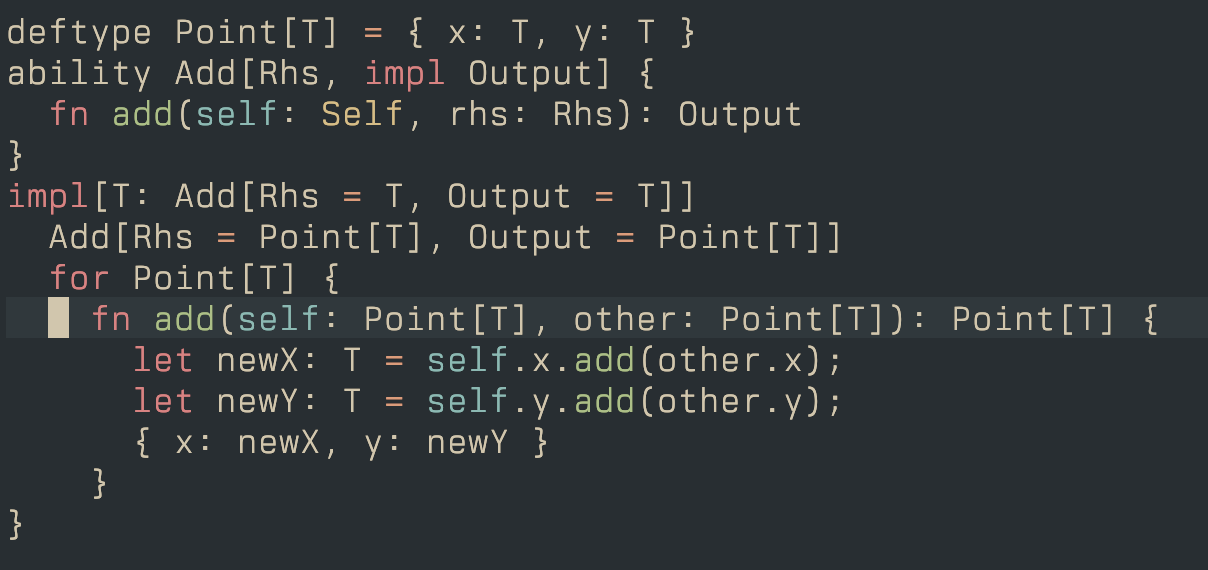 deftype Point[T] = { x: T, y: T }
ability Add[Rhs, impl Output] {
  fn add(self: Self, rhs: Rhs): Output
}
impl[T: Add[Rhs = T, Output = T]]
  Add[Rhs = Point[T], Output = Point[T]]
  for Point[T] {
    fn add(self: Point[T], other: Point[T]): Point[T] {
      let newX: T = self.x.add(other.x);
      let newY: T = self.y.add(other.y);
      { x: newX, y: newY }
    }
}